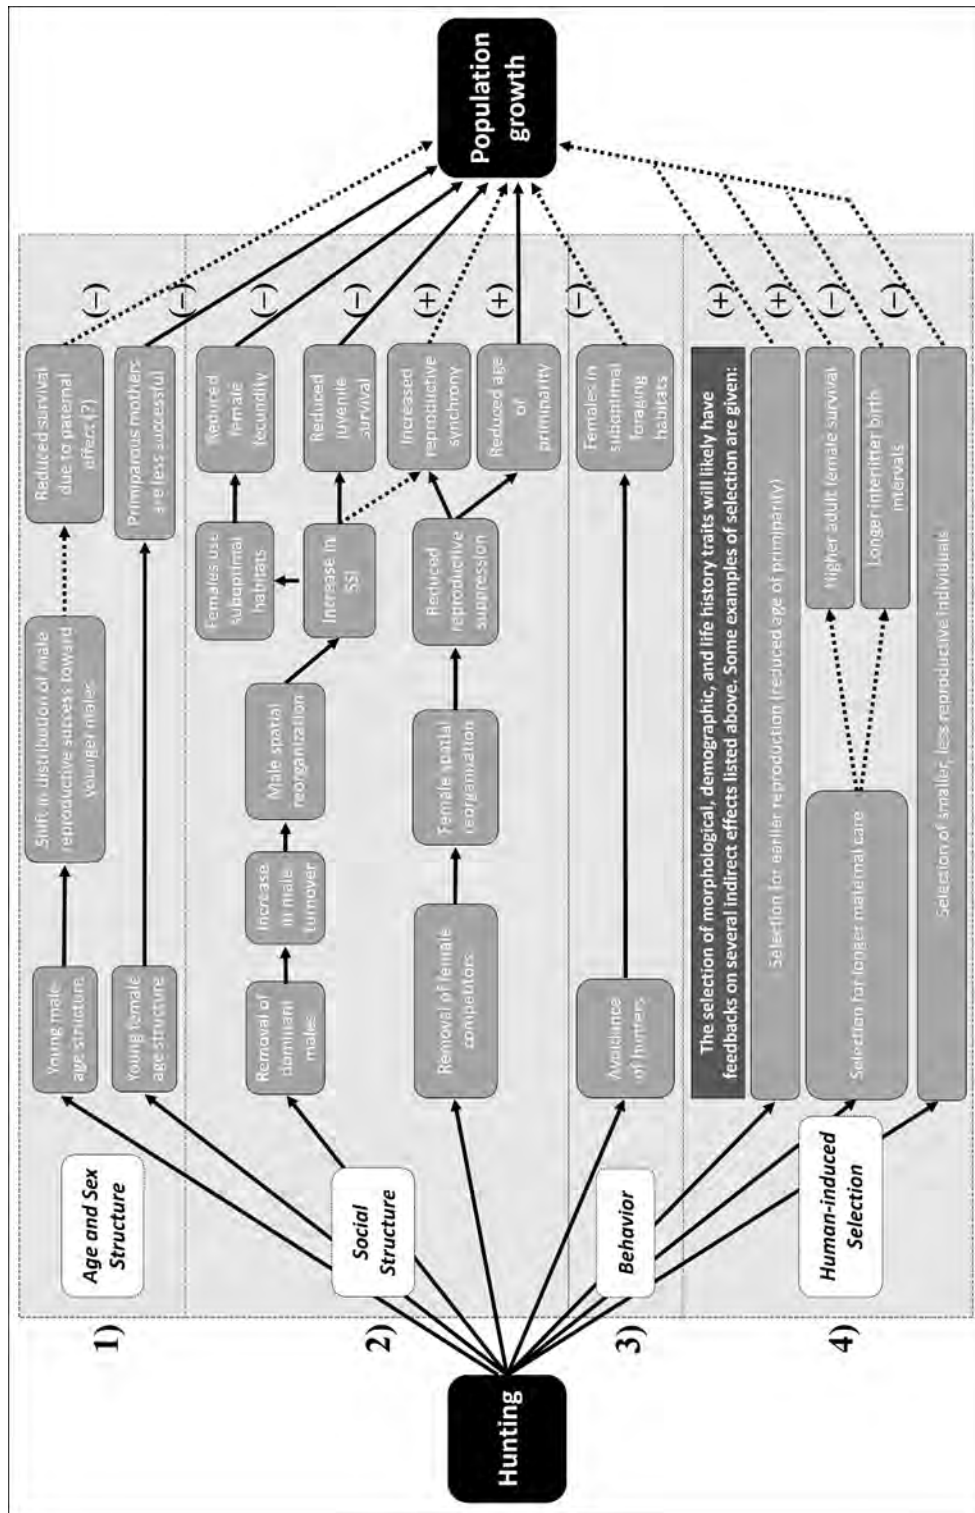 Hunting
1)
Age and Sex
Structure
Young male
age structure
Shift in distribution of male
reproductive success toward
younger males
Reduced survival
due to paternal
effect (?)
(−)
Young female
age structure
Primiparous mothers
are less successful
(−)
2)
Social
Structure
Removal of
dominant
males
Increase
in male
turnover
Male spatial
reorganization
Increase in
SSI
Females use
suboptimal
habitats
Reduced
female
fecundity
(−)
Reduced
juvenile
survival
(−)
Removal of female
competitors
Female spatial
reorganization
Reduced
reproductive
suppression
Increased
reproductive
synchrony
(+)
Reduced age
of
primiparity
(+)
3)
Behavior
Avoidance
of hunters
Females in
suboptimal
foraging
habitats
(−)
4)
Human-induced
Selection
The selection of morphological, demographic, and life history traits will likely have
feedbacks on several indirect effects listed above. Some examples of selection are given:
(+)
Selection for earlier reproduction (reduced age of primiparity)
(+)
Selection for longer maternal care
Higher adult female survival
(−)
Longer interlitter birth
intervals
(−)
Selection of smaller, less reproductive individuals
Population
growth